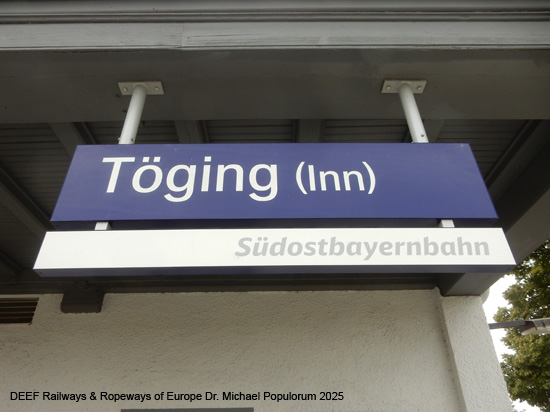 Töging (Inn)
Südostbayernbahn
DEEF Railways & Ropeways of Europe Dr. Michael Populorum 2025